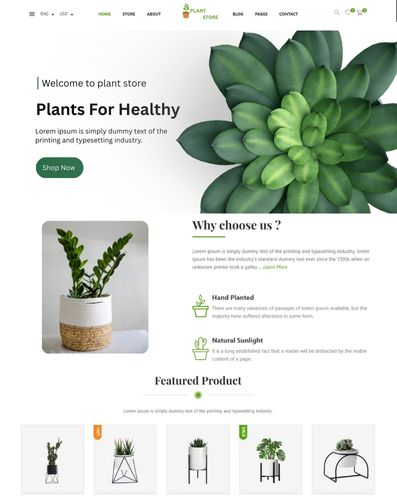 ENG USD HOME STORE ABOUT PLANT STORE BLOG PAGES CONTACT
Welcome to plant store
Plants For Healthy
Lorem ipsum is simply dummy text of the
printing and typesetting industry.
Shop Now
Why choose us ?
Lorem ipsum is simply dummy text of the printing and typesetting industry, lorem
ipsum has been the industry's standard dummy text ever since the 1500s when an
unknown printer took a galley ... Learn More
Hand Planted
There are many variations of passages of lorem ipsum available, but the
majority have suffered alteration in some form.
Natural Sunlight
It is a long established fact that a reader will be distracted by the reable
content of a page.
Featured Product
Lorem ipsum is simply dummy text of the printing and typesetting industry.